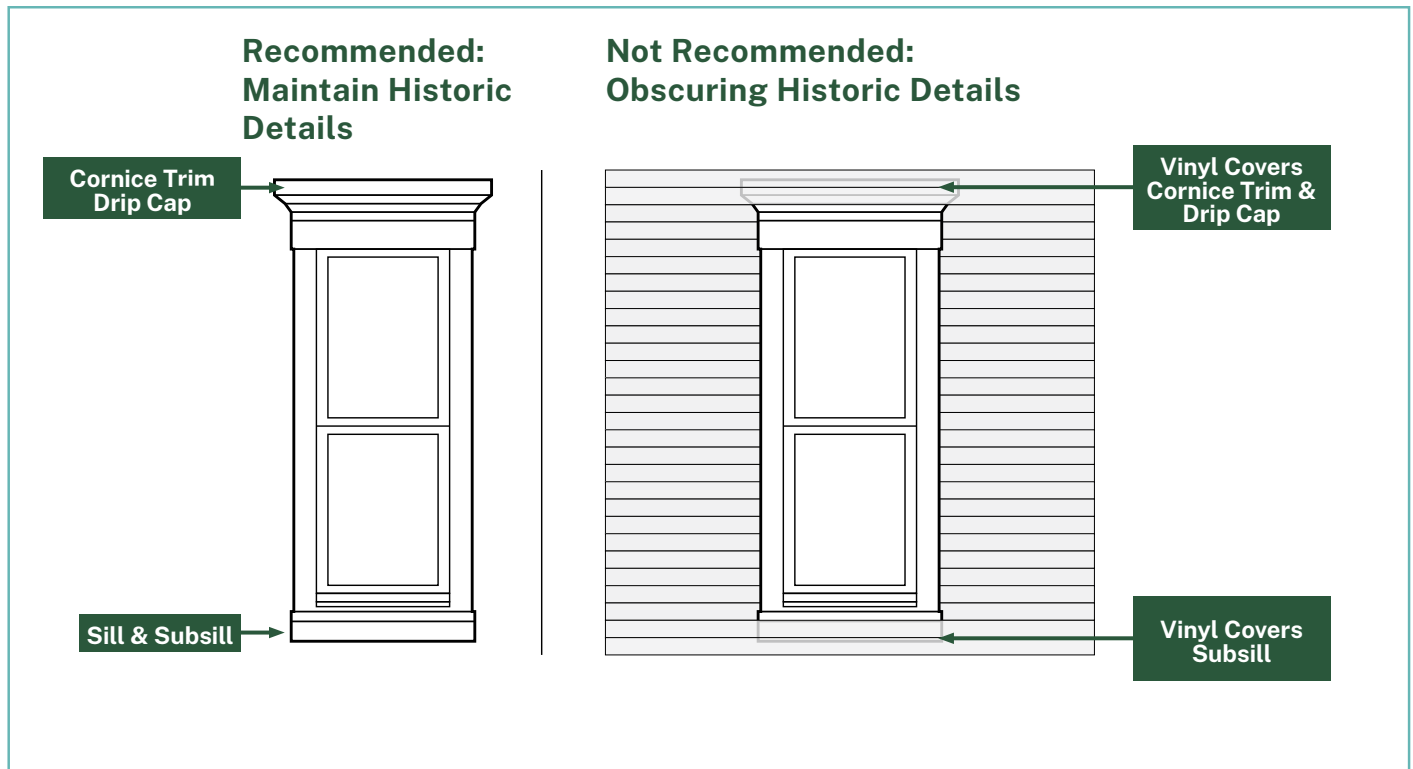 Recommended:
Maintain Historic
Details
Not Recommended:
Obscuring Historic Details
Cornice Trim
Drip Cap
Vinyl Covers
Cornice Trim &
Drip Cap
Sill & Subsill
Vinyl Covers
Subsill